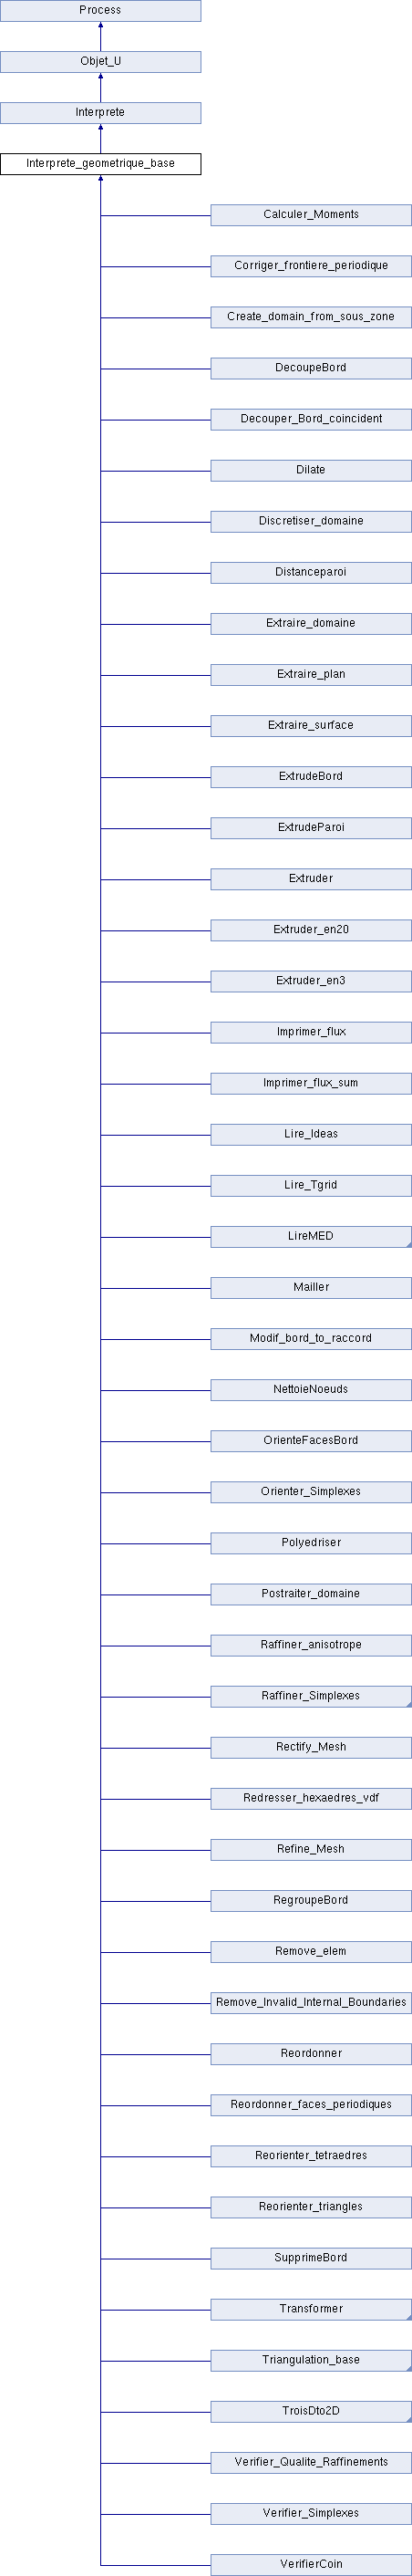 Process
Objet_U
Interprete
Interprete_geometrique_base
Calculer_Moments
Corriger_frontiere_periodique
Create_domain_from_sous_zone
DecoupeBord
Decouper_Bord_coincident
Dilate
Discretiser_domaine
Distanceparoi
Extraire_domaine
Extraire_plan
Extraire_surface
ExtrudeBord
ExtrudeParoi
Extruder
Extruder_en20
Extruder_en3
Imprimer_flux
Imprimer_flux_sum
Lire_Ideas
Lire_Tgrid
LireMED
Mailler
Modif_bord_to_raccord
NettoieNoeuds
OrienteFacesBord
Orienter_Simplexes
Polyedriser
Postraiter_domaine
Raffiner_anisotrope
Raffiner_Simplexes
Rectify_Mesh
Redresser_hexaedres_vdf
Refine_Mesh
RegroupeBord
Remove_elem
Remove_Invalid_Internal_Boundaries
Reordonner
Reordonner_faces_periodiques
Reorienter_tetraedres
Reorienter_triangles
SupprimeBord
Transformer
Triangulation_base
TroisDto2D
Verifier_Qualite_Raffinements
Verifier_Simplexes
VerifierCoin